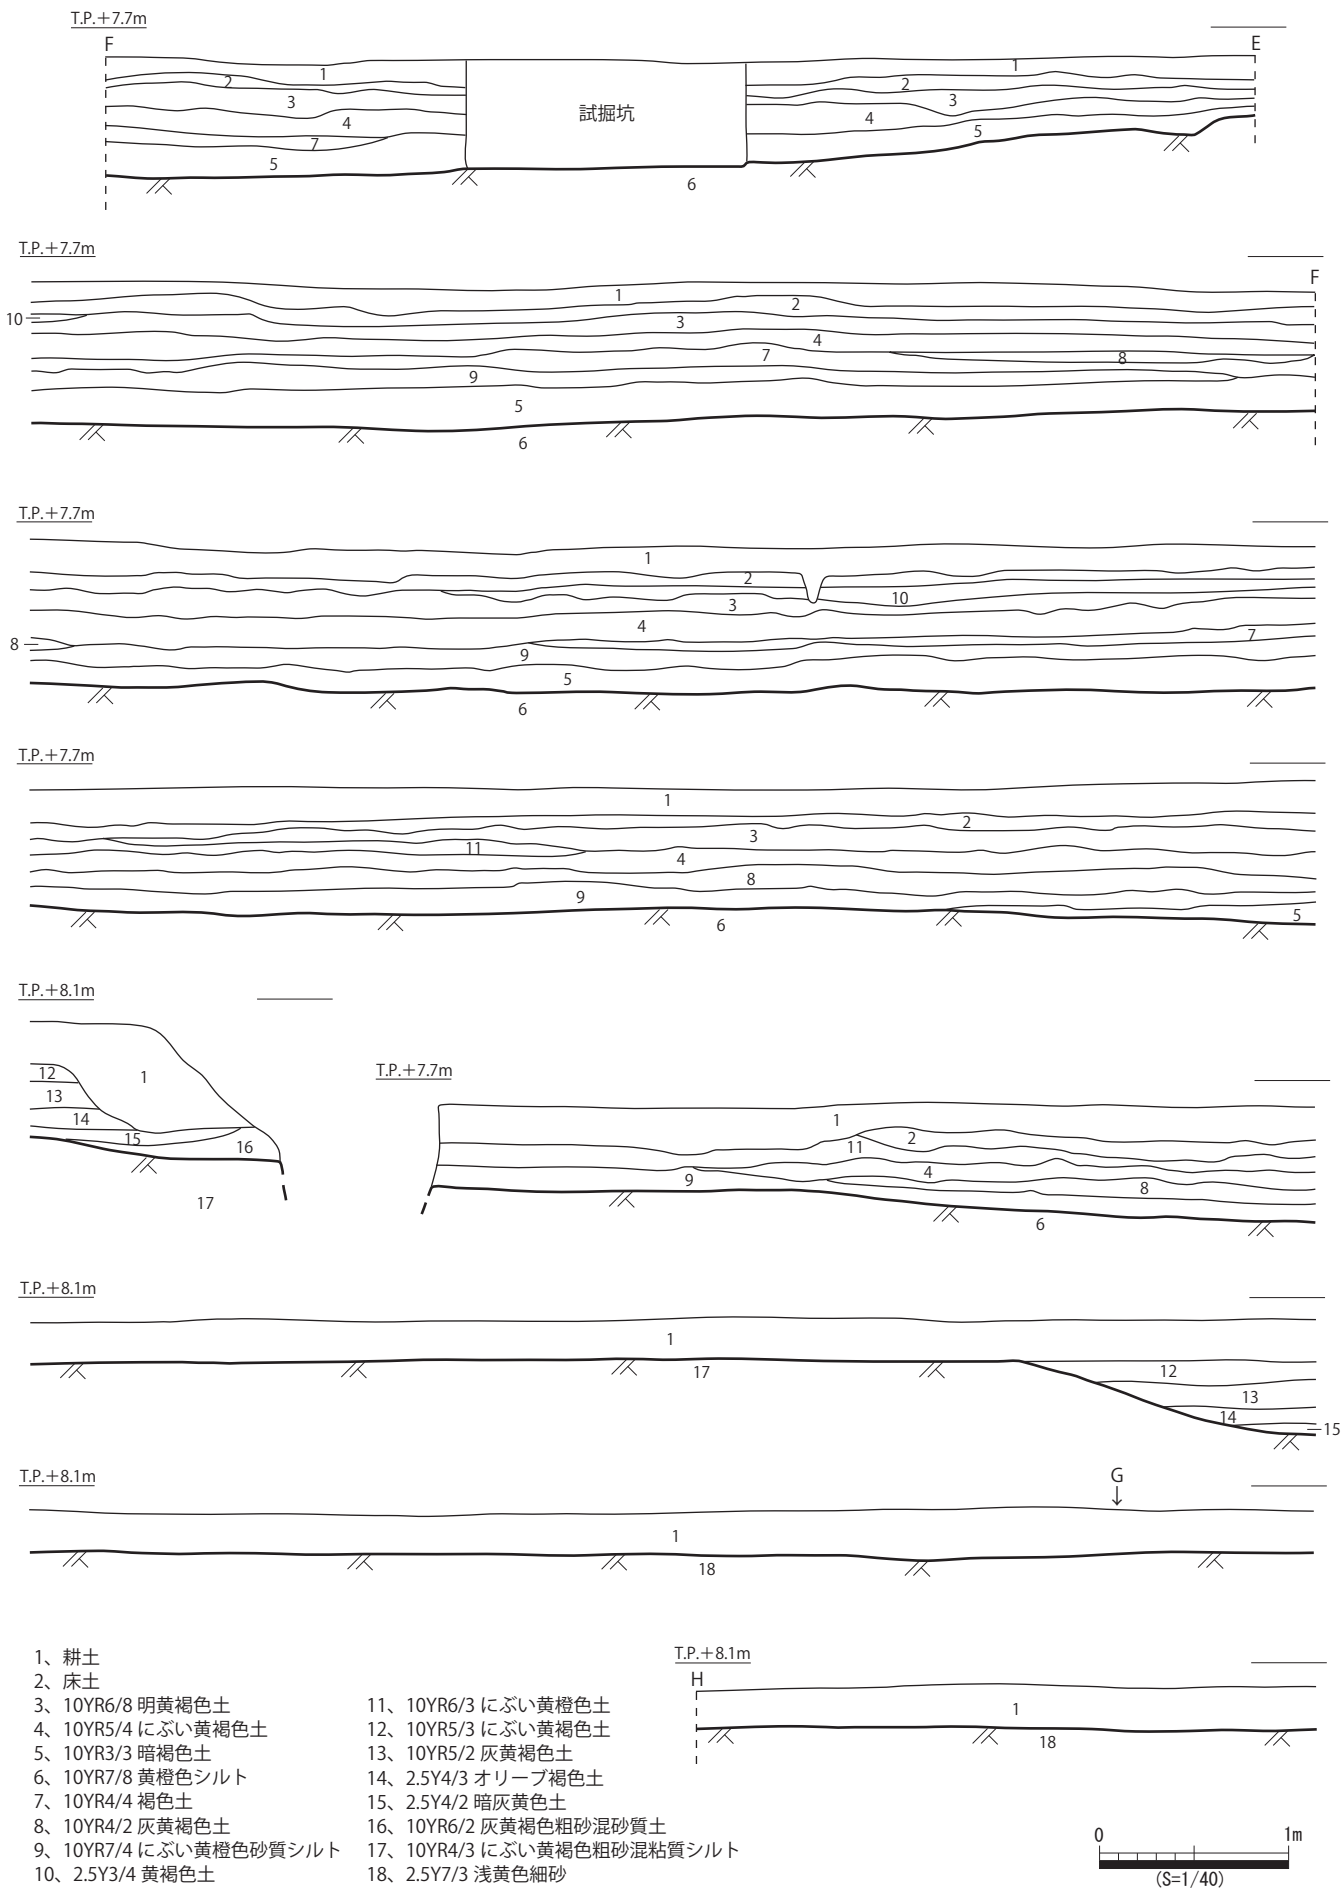 T.P.+7.7m
F
E
1
1
2
2
3
3
試掘坑
4
4
5
7
5
6
T.P.+7.7m
F
1
2
10
3
4
7
8
9
5
6
T.P.+7.7m
1
2
10
3
4
7
8
9
5
6
T.P.+7.7m
1
2
3
11
4
8
9
5
6
T.P.+8.1m
12
1
13
14
15
16
17
T.P.+7.7m
1
2
11
4
9
8
6
T.P.+8.1m
1
17
12
13
14
15
T.P.+8.1m
G
1
18
T.P.+8.1m
H
1
18
1、耕土
2、床土
3、10YR6/8 明黄褐色土
4、10YR5/4 にぶい黄褐色土
5、10YR3/3 暗褐色土
6、10YR7/8 黄橙色シルト
7、10YR4/4 褐色土
8、10YR4/2 灰黄褐色土
9、10YR7/4 にぶい黄橙色砂質シルト
10、2.5Y3/4 黄褐色土
11、10YR6/3 にぶい黄橙色土
12、10YR5/3 にぶい黄褐色土
13、10YR5/2 灰黄褐色土
14、2.5Y4/3 オリーブ褐色土
15、2.5Y4/2 暗灰黄色土
16、10YR6/2 灰黄褐色粗砂混砂質土
17、10YR4/3 にぶい黄褐色粗砂混粘質シルト
18、2.5Y7/3 浅黄色細砂
0 1m
(S=1/40)